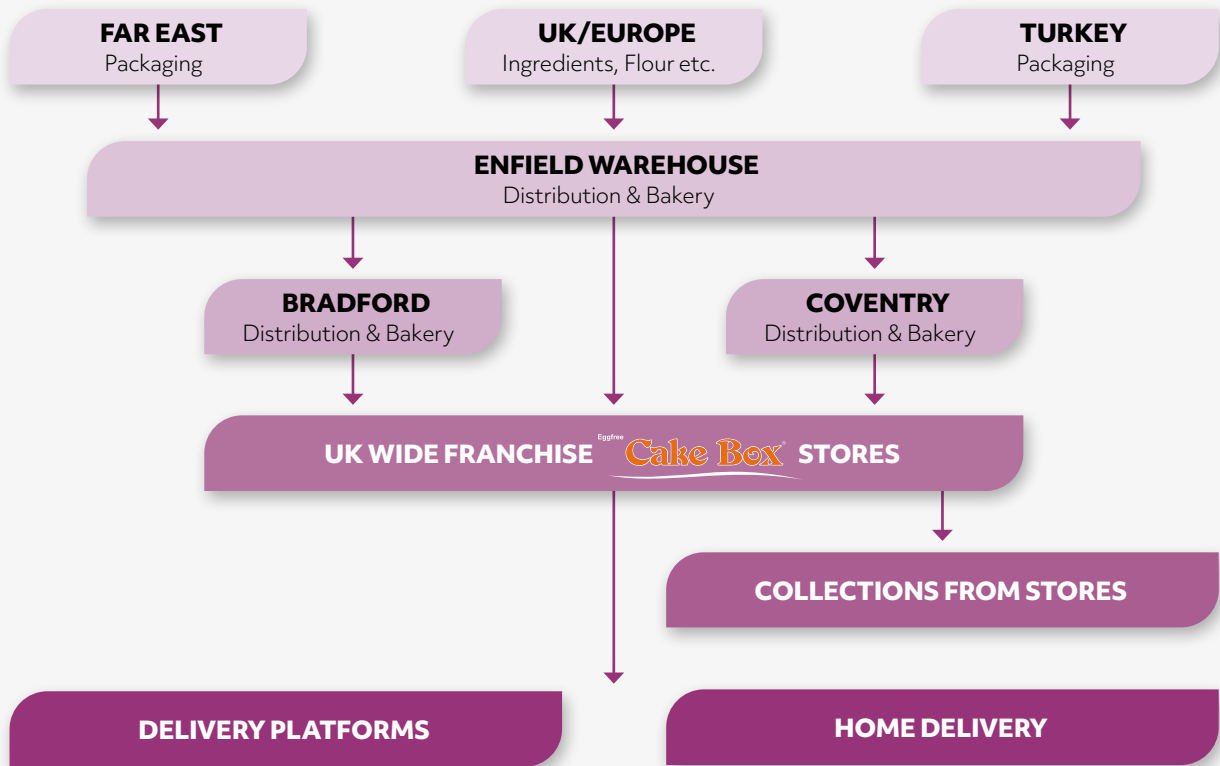 FAR EAST
Packaging
UK/EUROPE
Ingredients, Flour etc.
TURKEY
Packaging
ENFIELD WAREHOUSE
Distribution & Bakery
BRADFORD
Distribution & Bakery
COVENTRY
Distribution & Bakery
UK WIDE FRANCHISE Eggfree Cake Box® STORES
COLLECTIONS FROM STORES
DELIVERY PLATFORMS
HOME DELIVERY